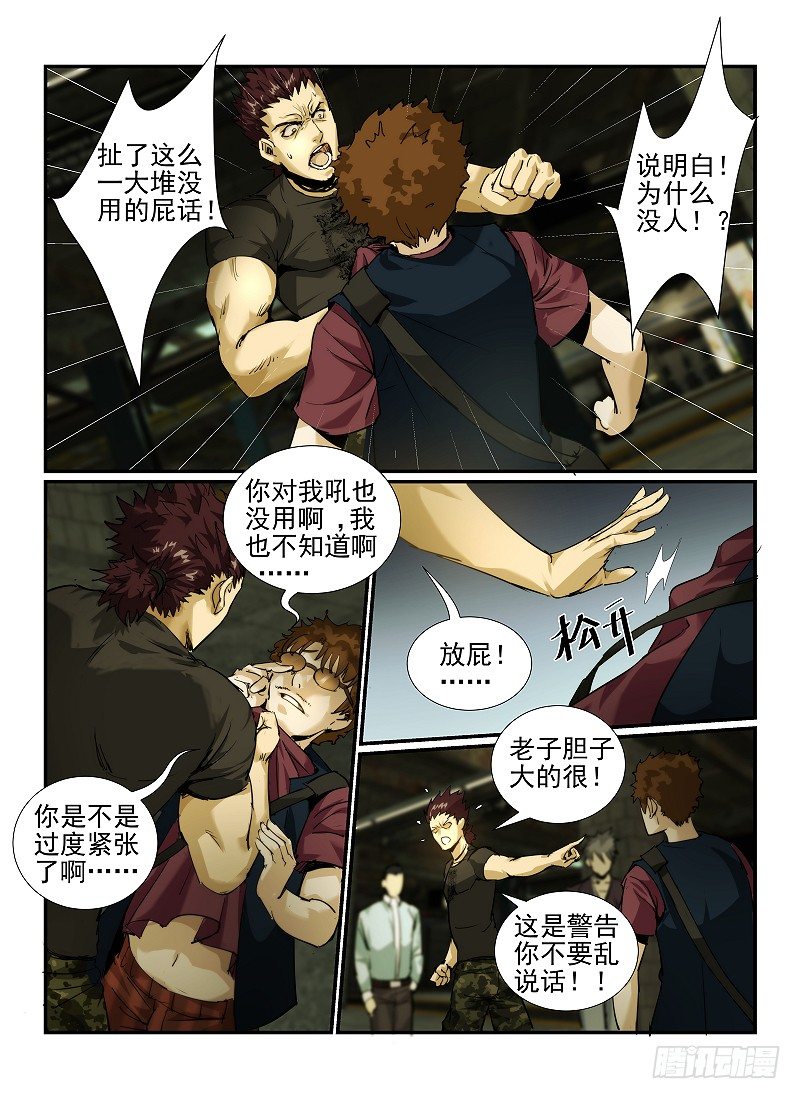 扯了这么
一大堆没
用的屁话！
说明白！
为什么
没人！？
你对我吼也
没用啊，我
也不知道啊
……
你是不是
过度紧张
了啊……
放屁！
……
松开
老子胆子
大的很！
这是警告
你不要乱
说话！！
腾讯动漫